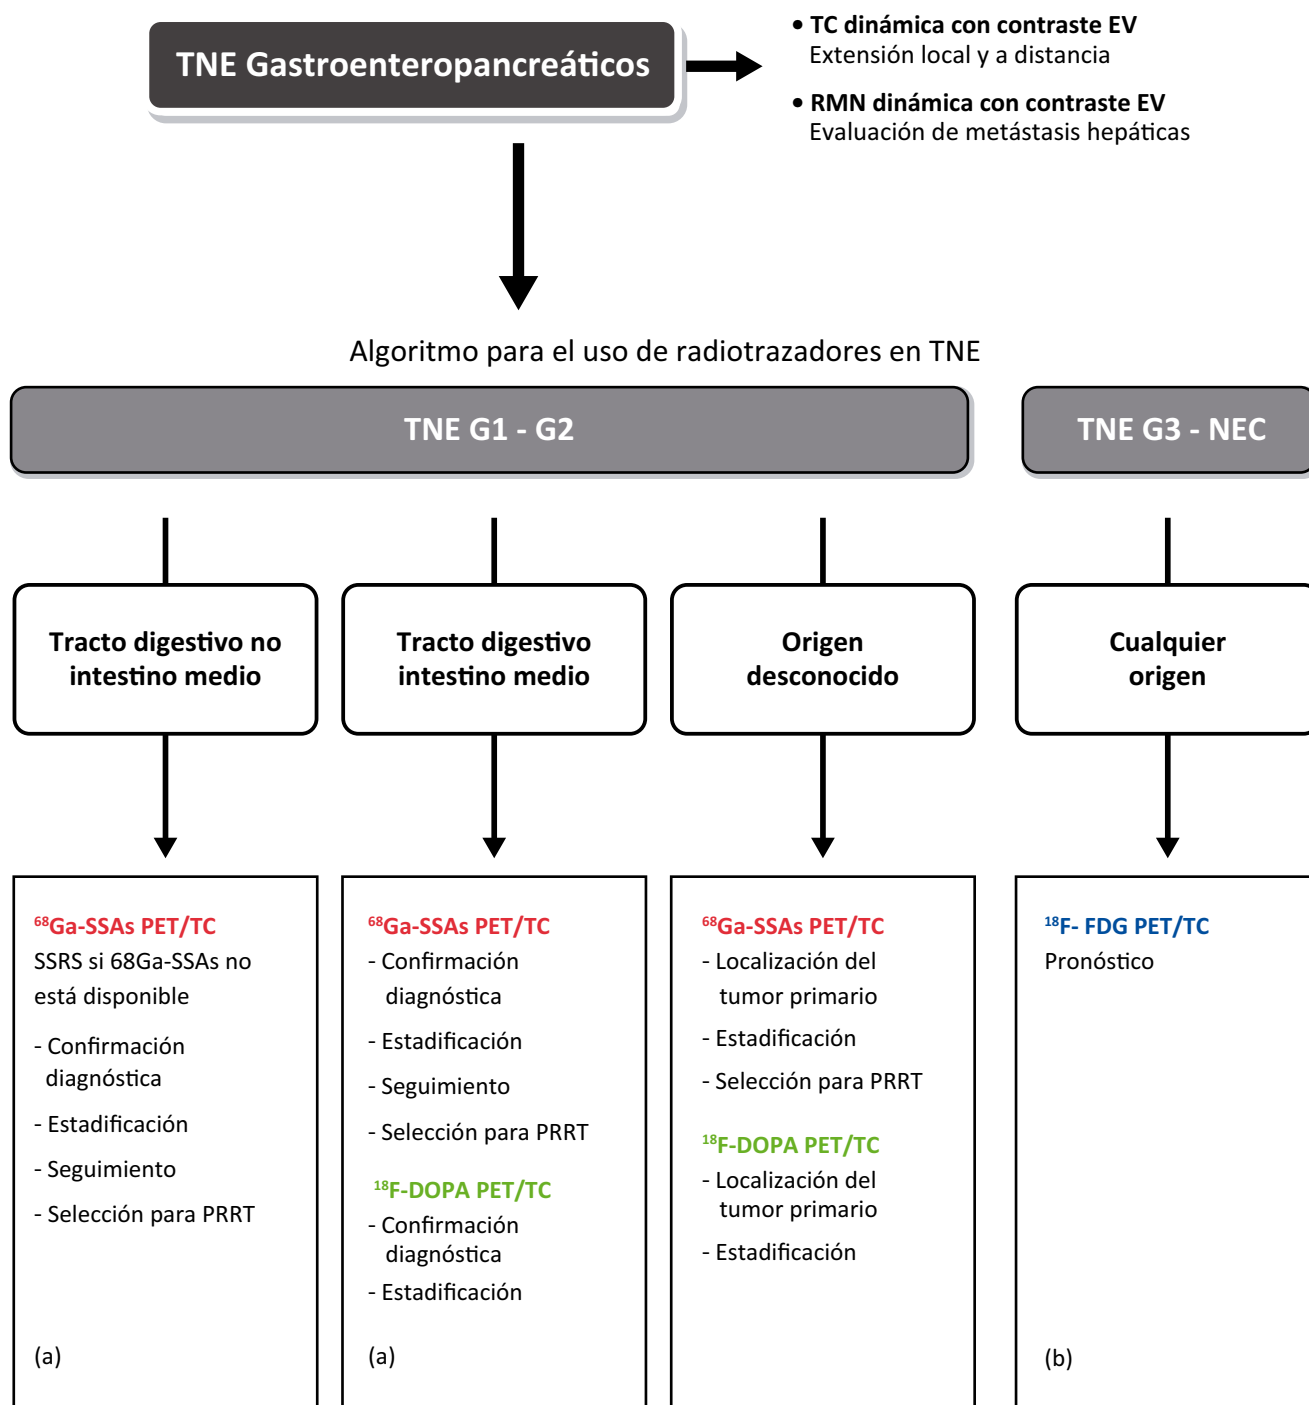 TNE Gastroenteropancreáticos
• TC dinámica con contraste EV
Extensión local y a distancia
• RMN dinámica con contraste EV
Evaluación de metástasis hepáticas
Algoritmo para el uso de radiotrazadores en TNE
TNE G1 - G2
TNE G3 - NEC
Tracto digestivo no
intestino medio
Tracto digestivo
intestino medio
Origen
desconocido
Cualquier
origen
⁶⁸Ga-SSAs PET/TC
SSRS si 68Ga-SSAs no
está disponible
- Confirmación
diagnóstica
- Estadificación
- Seguimiento
- Selección para PRRT
(a)
⁶⁸Ga-SSAs PET/TC
- Confirmación
diagnóstica
- Estadificación
- Seguimiento
- Selección para PRRT
¹⁸F-DOPA PET/TC
- Confirmación
diagnóstica
- Estadificación
(a)
⁶⁸Ga-SSAs PET/TC
- Localización del
tumor primario
- Estadificación
- Selección para PRRT
¹⁸F-DOPA PET/TC
- Localización del
tumor primario
- Estadificación
¹⁸F- FDG PET/TC
Pronóstico
(b)